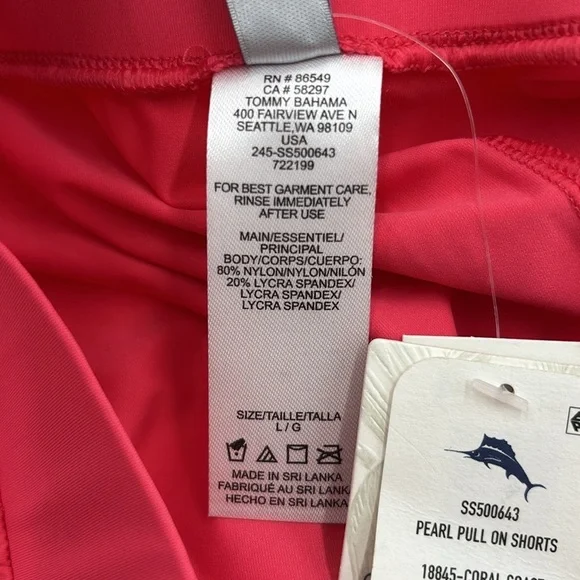 RN # 86549
CA # 58297
TOMMY BAHAMA
400 FAIRVIEW AVE N
SEATTLE,WA 98109
USA
245-SS500643
722199
FOR BEST GARMENT CARE,
RINSE IMMEDIATELY
AFTER USE
MAIN/ESSENTIEL/
PRINCIPAL
BODY/CORPS/CUERPO:
80% NYLON/NYLON/NILÓN
20% LYCRA SPANDEX/
LYCRA SPANDEX/
LYCRA SPANDEX
SIZE/TAILLE/TALLA
L / G
MADE IN SRI LANKA
FABRIQUÉ AU SRI LANKA
HECHO EN SRI LANKA
SS500643
PEARL PULL ON SHORTS
18845-CORAL